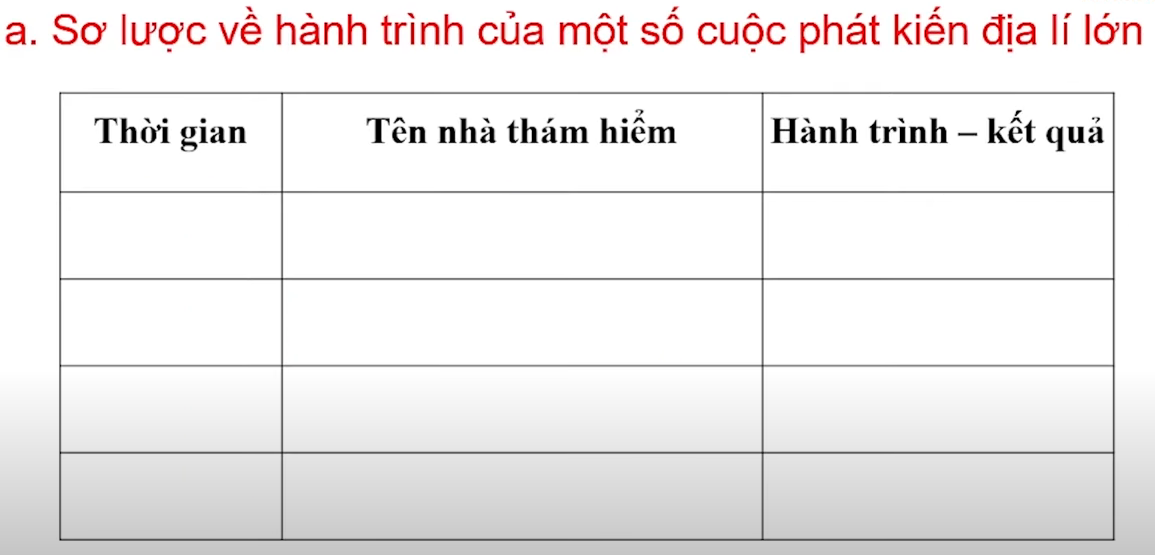 a. Sơ lược về hành trình của một số cuộc phát kiến địa lí lớn
Thời gian Tên nhà thám hiểm Hành trình – kết quả